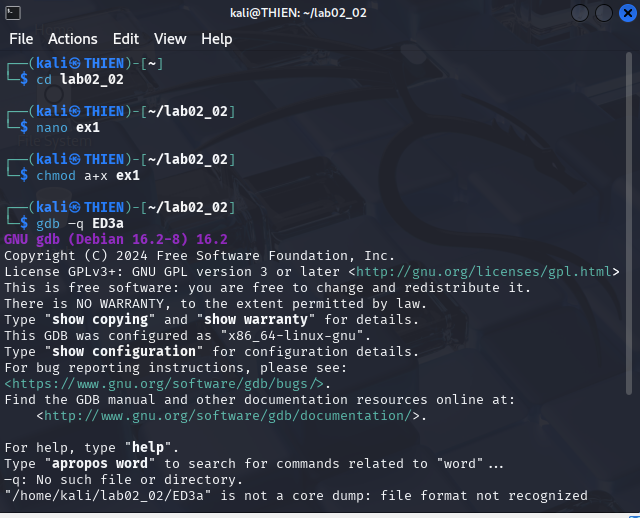 kali@THIEN: ~/lab02_02
File Actions Edit View Help
┌──(kali㉿THIEN)-[~]
└─$ cd lab02_02
┌──(kali㉿THIEN)-[~/lab02_02]
└─$ nano ex1
┌──(kali㉿THIEN)-[~/lab02_02]
└─$ chmod a+x ex1
┌──(kali㉿THIEN)-[~/lab02_02]
└─$ gdb –q ED3a
GNU gdb (Debian 16.2-8) 16.2
Copyright (C) 2024 Free Software Foundation, Inc.
License GPLv3+: GNU GPL version 3 or later <http://gnu.org/licenses/gpl.html>
This is free software: you are free to change and redistribute it.
There is NO WARRANTY, to the extent permitted by law.
Type "show copying" and "show warranty" for details.
This GDB was configured as "x86_64-linux-gnu".
Type "show configuration" for configuration details.
For bug reporting instructions, please see:
<https://www.gnu.org/software/gdb/bugs/>.
Find the GDB manual and other documentation resources online at:
<http://www.gnu.org/software/gdb/documentation/>.
For help, type "help".
Type "apropos word" to search for commands related to "word"...
–q: No such file or directory.
"/home/kali/lab02_02/ED3a" is not a core dump: file format not recognized